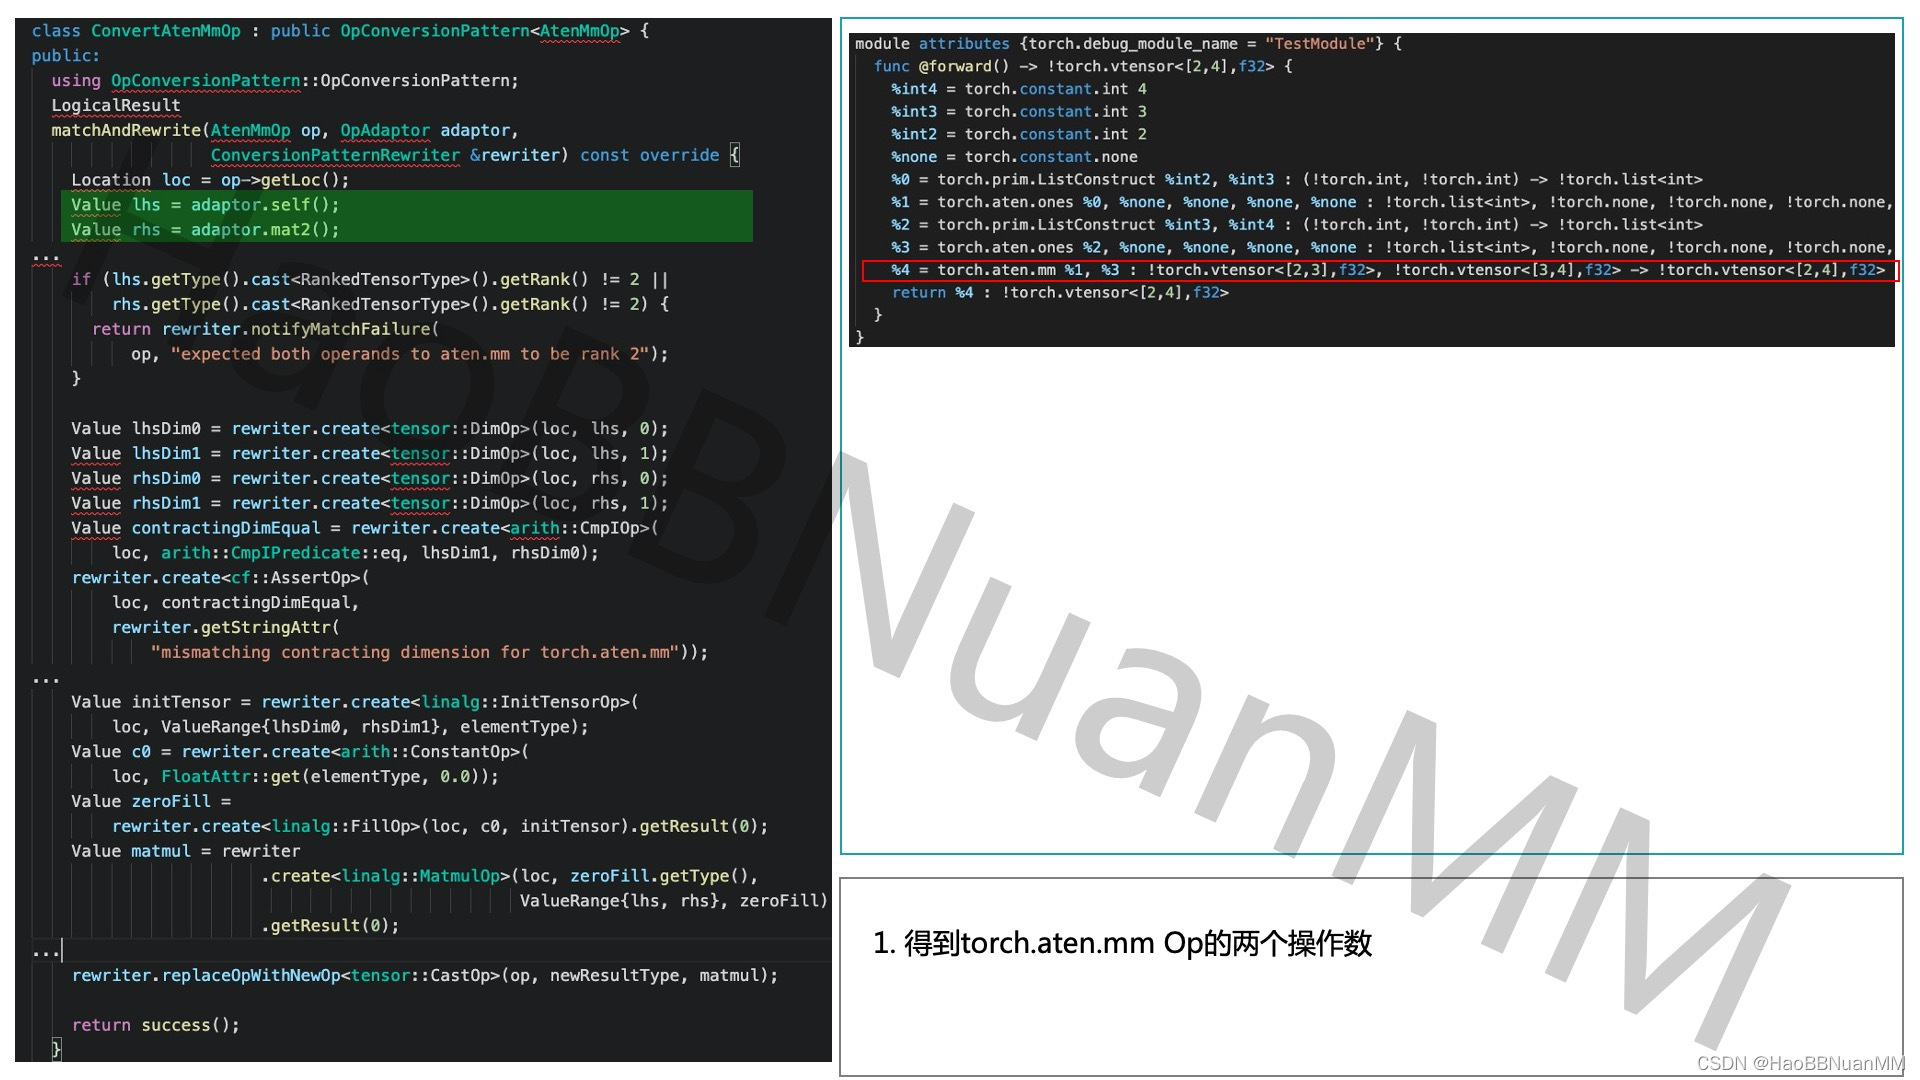 class ConvertAtenMmOp : public OpConversionPattern<AtenMmOp> {
public:
  using OpConversionPattern::OpConversionPattern;
  LogicalResult
  matchAndRewrite(AtenMmOp op, OpAdaptor adaptor,
                  ConversionPatternRewriter &rewriter) const override {
    Location loc = op->getLoc();
    Value lhs = adaptor.self();
    Value rhs = adaptor.mat2();
...
    if (lhs.getType().cast<RankedTensorType>().getRank() != 2 ||
        rhs.getType().cast<RankedTensorType>().getRank() != 2) {
      return rewriter.notifyMatchFailure(
          op, "expected both operands to aten.mm to be rank 2");
    }
    Value lhsDim0 = rewriter.create<tensor::DimOp>(loc, lhs, 0);
    Value lhsDim1 = rewriter.create<tensor::DimOp>(loc, lhs, 1);
    Value rhsDim0 = rewriter.create<tensor::DimOp>(loc, rhs, 0);
    Value rhsDim1 = rewriter.create<tensor::DimOp>(loc, rhs, 1);
    Value contractingDimEqual = rewriter.create<arith::CmpIOp>(
        loc, arith::CmpIPredicate::eq, lhsDim1, rhsDim0);
    rewriter.create<cf::AssertOp>(
        loc, contractingDimEqual,
        rewriter.getStringAttr(
            "mismatching contracting dimension for torch.aten.mm"));
...
    Value initTensor = rewriter.create<linalg::InitTensorOp>(
        loc, ValueRange{lhsDim0, rhsDim1}, elementType);
    Value c0 = rewriter.create<arith::ConstantOp>(
        loc, FloatAttr::get(elementType, 0.0));
    Value zeroFill =
        rewriter.create<linalg::FillOp>(loc, c0, initTensor).getResult(0);
    Value matmul = rewriter
                       .create<linalg::MatmulOp>(loc, zeroFill.getType(),
                                                 ValueRange{lhs, rhs}, zeroFill)
                       .getResult(0);
...
    rewriter.replaceOpWithNewOp<tensor::CastOp>(op, newResultType, matmul);
    return success();
  }
module attributes {torch.debug_module_name = "TestModule"} {
  func @forward() -> !torch.vtensor<[2,4],f32> {
    %int4 = torch.constant.int 4
    %int3 = torch.constant.int 3
    %int2 = torch.constant.int 2
    %none = torch.constant.none
    %0 = torch.prim.ListConstruct %int2, %int3 : (!torch.int, !torch.int) -> !torch.list<int>
    %1 = torch.aten.ones %0, %none, %none, %none, %none : !torch.list<int>, !torch.none, !torch.none, !torch.none,
    %2 = torch.prim.ListConstruct %int3, %int4 : (!torch.int, !torch.int) -> !torch.list<int>
    %3 = torch.aten.ones %2, %none, %none, %none, %none : !torch.list<int>, !torch.none, !torch.none, !torch.none,
    %4 = torch.aten.mm %1, %3 : !torch.vtensor<[2,3],f32>, !torch.vtensor<[3,4],f32> -> !torch.vtensor<[2,4],f32>
    return %4 : !torch.vtensor<[2,4],f32>
  }
}
1. 得到torch.aten.mm Op的两个操作数
HaoBBNuanMM
CSDN @HaoBBNuanMM